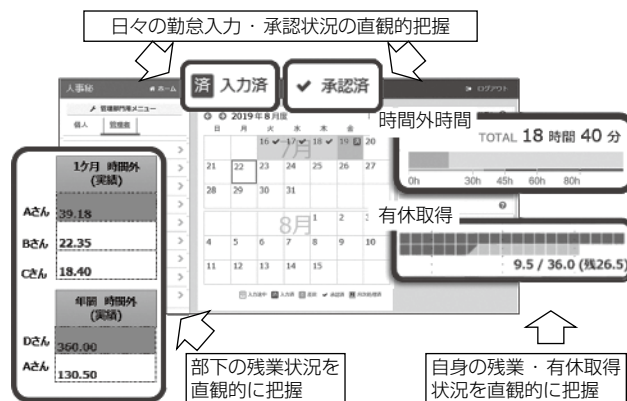 日々の勤怠入力・承認状況の直観的把握
人事秘
ホーム
済 入力済
✔ 承認済
ログアウト
管理部門専メニュー
個人 管理者
2019年8月度
日 月 火 水 木 金
7月
16 ✔ 17 ✔ 18 ✔ 19 20
21 22 23 24 25 26 27
28 29 30 31
8月
1 2
4 5 6 7 8 9 10
11 12 13 14 15
時間外時間
TOTAL 18 時間 40 分
0h 30h 45h 60h 80h
有休取得
9.5 / 36.0 (残26.5)
1ケ月 時間外
(実績)
Aさん 39.18
Bさん 22.35
Cさん 18.40
年間 時間外
(実績)
Dさん 360.00
Aさん 130.50
部下の残業状況を
直観的に把握
自身の残業・有休取得
状況を直観的に把握